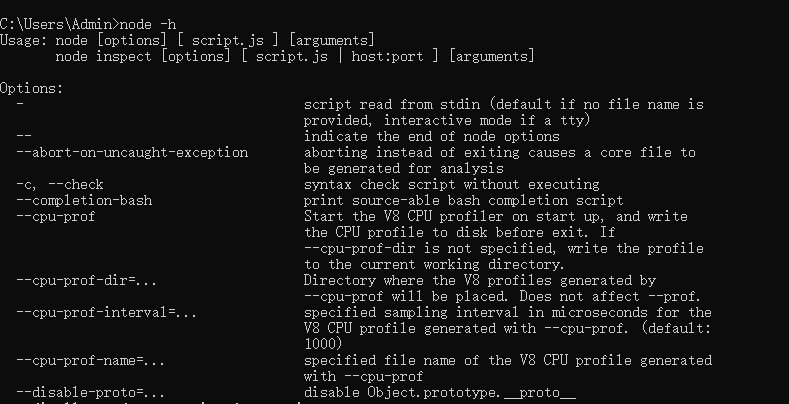 C:\Users\Admin>node -h
Usage: node [options] [ script.js ] [arguments]
       node inspect [options] [ script.js | host:port ] [arguments]

Options:
  -                                   script read from stdin (default if no file name is
                                      provided, interactive mode if a tty)
  --                                  indicate the end of node options
  --abort-on-uncaught-exception       aborting instead of exiting causes a core file to
                                      be generated for analysis
  -c, --check                         syntax check script without executing
  --completion-bash                   print source-able bash completion script
  --cpu-prof                          Start the V8 CPU profiler on start up, and write
                                      the CPU profile to disk before exit. If
                                      --cpu-prof-dir is not specified, write the profile
                                      to the current working directory.
  --cpu-prof-dir=...                  Directory where the V8 profiles generated by
                                      --cpu-prof will be placed. Does not affect --prof.
  --cpu-prof-interval=...             specified sampling interval in microseconds for the
                                      V8 CPU profile generated with --cpu-prof. (default:
                                      1000)
  --cpu-prof-name=...                 specified file name of the V8 CPU profile generated
                                      with --cpu-prof
  --disable-proto=...                 disable Object.prototype.__proto__